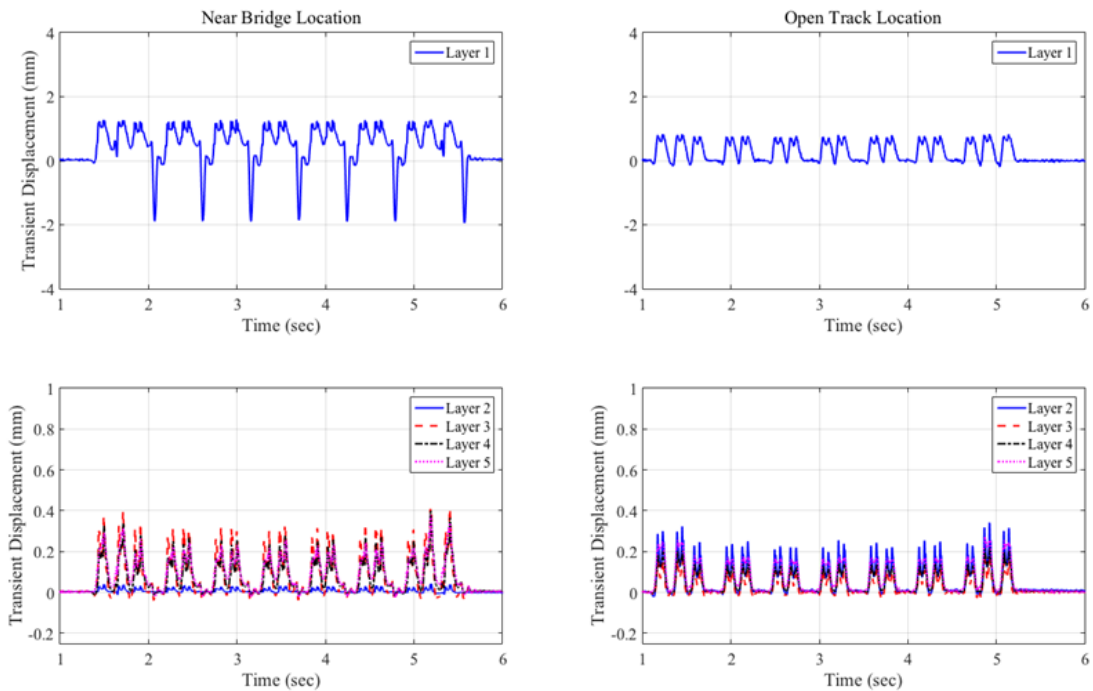 Near Bridge Location
4
2
0
-2
-4
Transient Displacement (mm)
Layer 1
1 2 3 4 5 6
Time (sec)
Open Track Location
4
2
0
-2
-4
Transient Displacement (mm)
Layer 1
1 2 3 4 5 6
Time (sec)
1
0.8
0.6
0.4
0.2
0
-0.2
Transient Displacement (mm)
Layer 2
Layer 3
Layer 4
Layer 5
1 2 3 4 5 6
Time (sec)
1
0.8
0.6
0.4
0.2
0
-0.2
Transient Displacement (mm)
Layer 2
Layer 3
Layer 4
Layer 5
1 2 3 4 5 6
Time (sec)